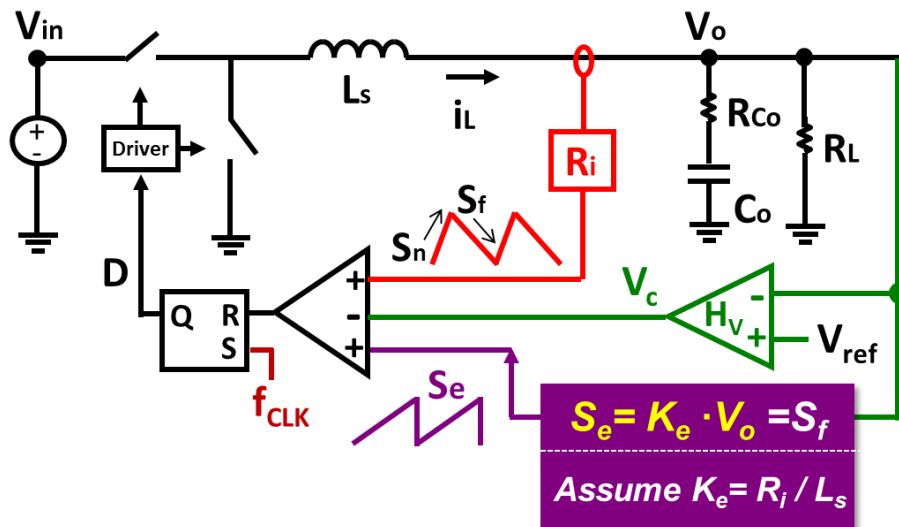 Vin
Vo
Ls
iL
RCo
RL
Driver
Ri
Co
Sf
Sn
D
Vc
+
-
+
HV
-
+
Vref
Q
R
S
fCLK
Se
Se= Ke · Vo =Sf
Assume Ke= Ri / Ls
+
-